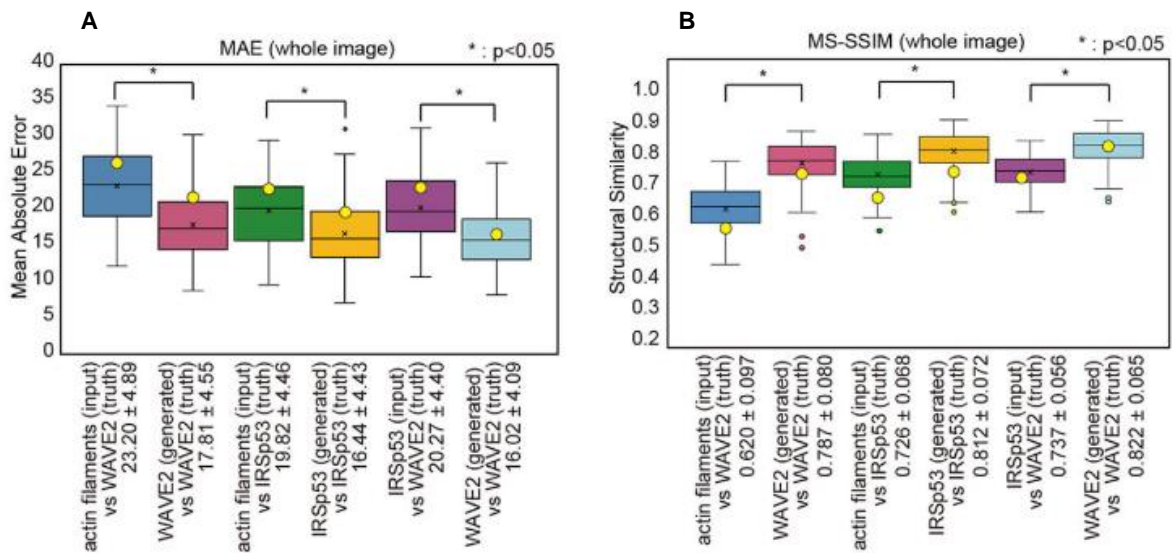 A
MAE (whole image)
* : p<0.05
Mean Absolute Error
40
35
30
25
20
15
10
5
0
*
*
*
actin filaments (input)
vs WAVE2 (truth)
23.20 ± 4.89
WAVE2 (generated)
vs WAVE2 (truth)
17.81 ± 4.55
actin filaments (input)
vs IRSp53 (truth)
19.82 ± 4.46
IRSp53 (generated)
vs IRSp53 (truth)
16.44 ± 4.43
IRSp53 (input)
vs WAVE2 (truth)
20.27 ± 4.40
WAVE2 (generated)
vs WAVE2 (truth)
16.02 ± 4.09
B
MS-SSIM (whole image)
* : p<0.05
Structural Similarity
1.0
0.9
0.8
0.7
0.6
0.5
0.4
0.3
0.2
*
*
*
actin filaments (input)
vs WAVE2 (truth)
0.620 ± 0.097
WAVE2 (generated)
vs WAVE2 (truth)
0.787 ± 0.080
actin filaments (input)
vs IRSp53 (truth)
0.726 ± 0.068
IRSp53 (generated)
vs IRSp53 (truth)
0.812 ± 0.072
IRSp53 (input)
vs WAVE2 (truth)
0.737 ± 0.056
WAVE2 (generated)
vs WAVE2 (truth)
0.822 ± 0.065